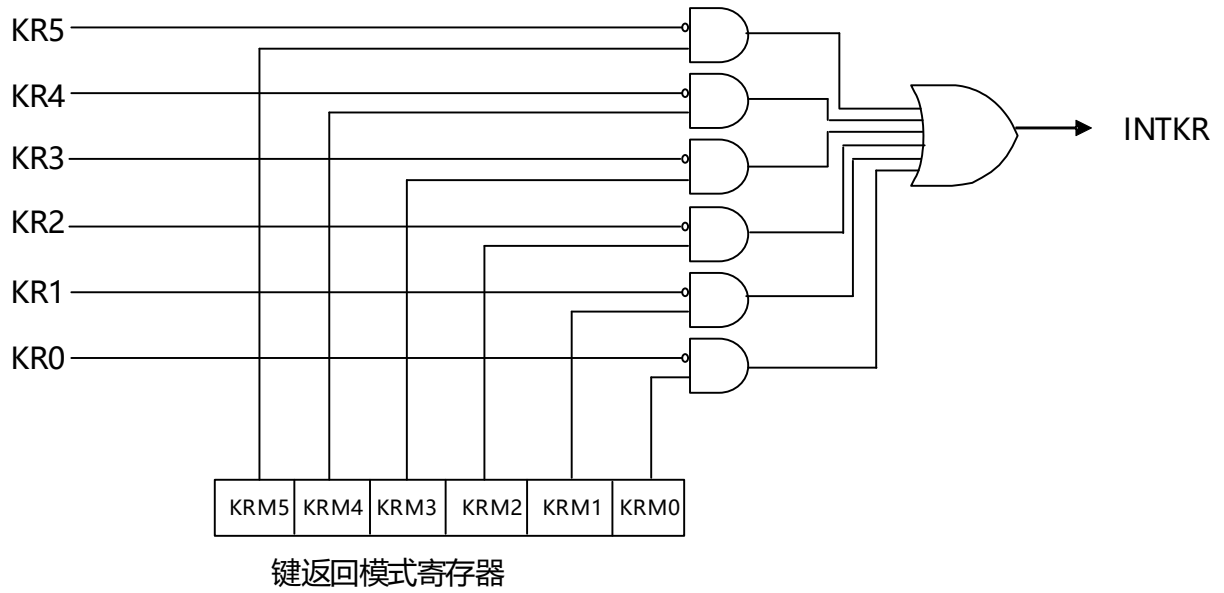 KR5
KR4
KR3
KR2
KR1
KR0
INTKR
KRM5 KRM4 KRM3 KRM2 KRM1 KRM0
键返回模式寄存器